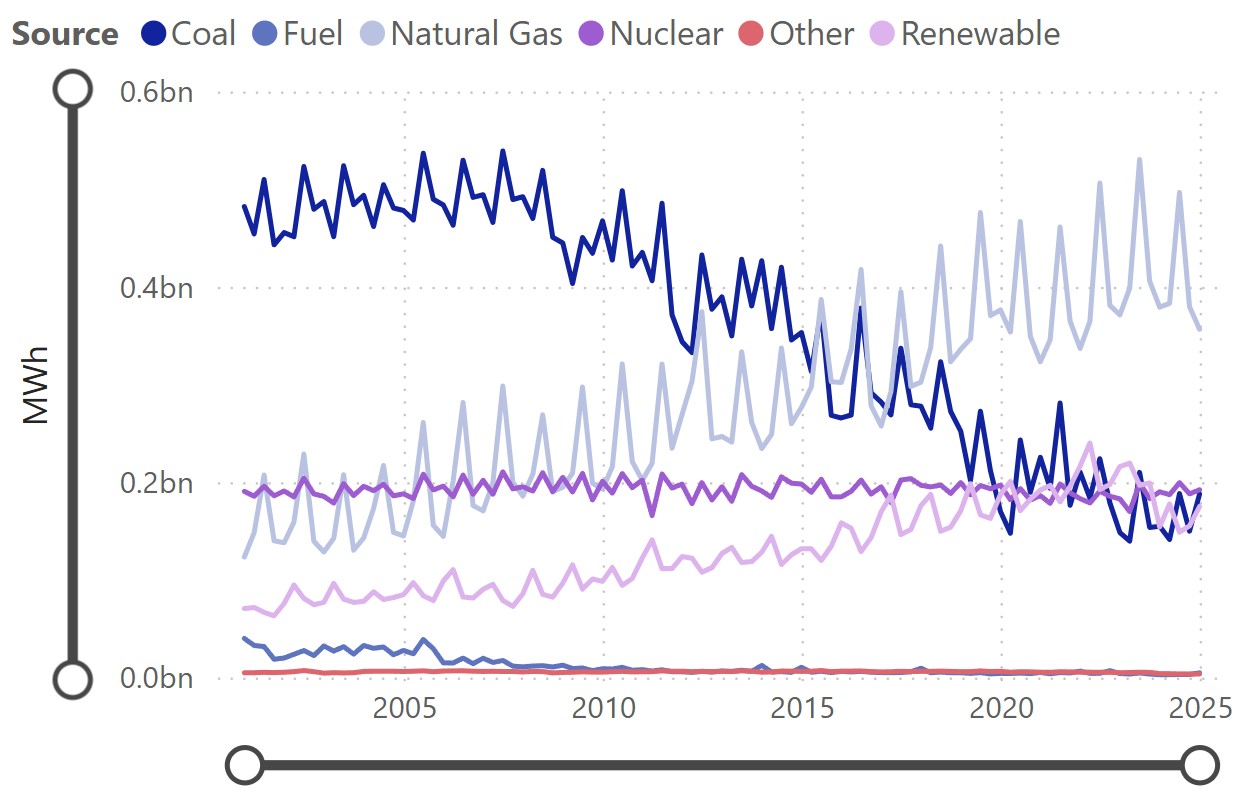 Source Coal Fuel Natural Gas Nuclear Other Renewable
0.6bn
0.4bn
0.2bn
0.0bn
MWh
2005 2010 2015 2020 2025